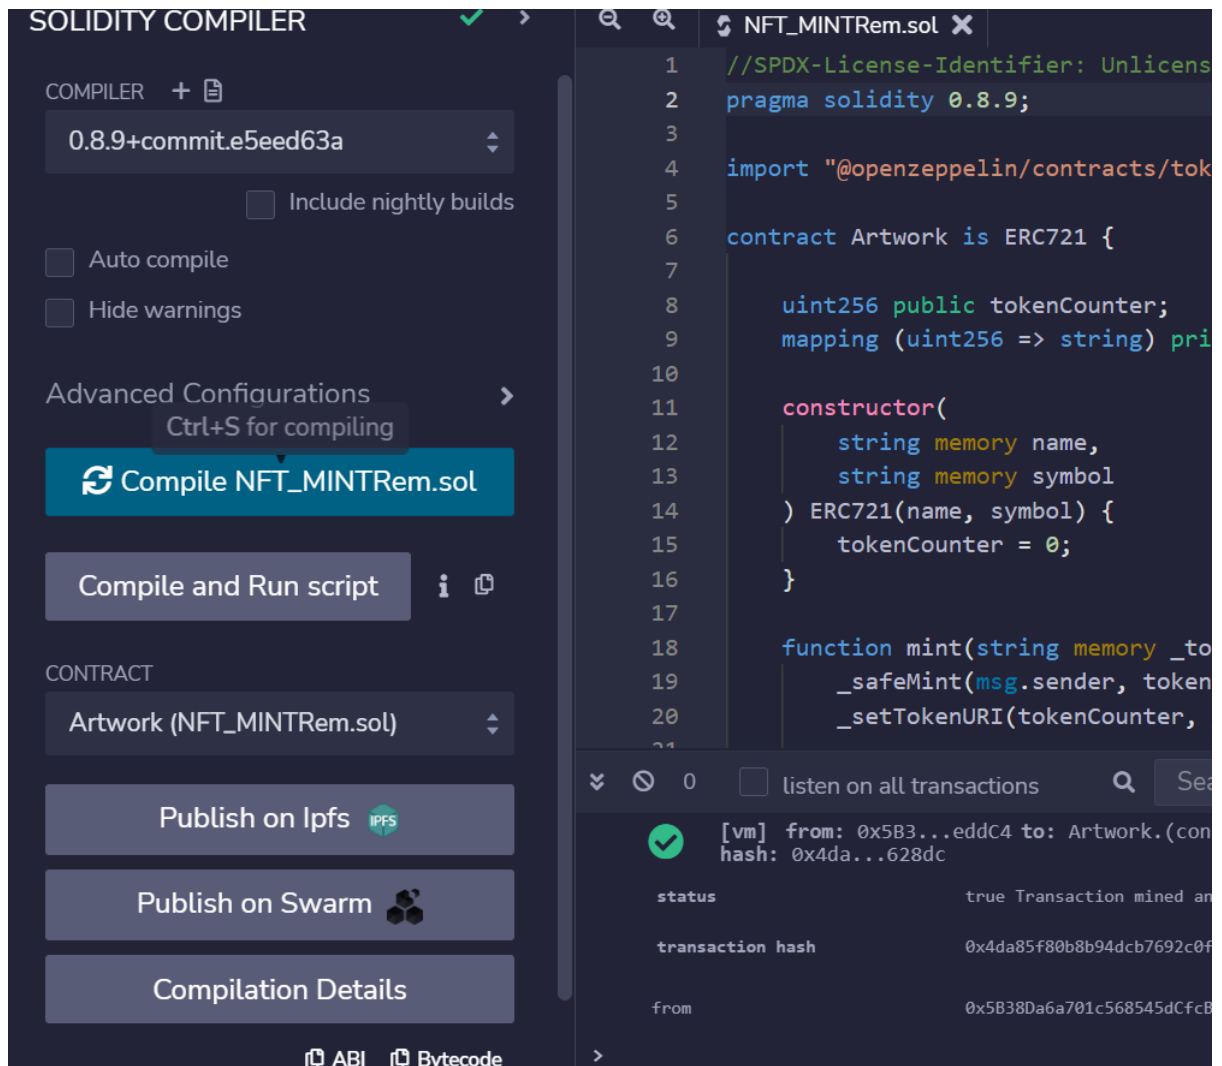 SOLIDITY COMPILER
COMPILER
0.8.9+commit.e5eed63a
Include nightly builds
Auto compile
Hide warnings
Advanced Configurations
Ctrl+S for compiling
Compile NFT_MINTRem.sol
Compile and Run script
CONTRACT
Artwork (NFT_MINTRem.sol)
Publish on Ipfs IPFS
Publish on Swarm
Compilation Details
ABI Bytecode
NFT_MINTRem.sol
1 //SPDX-License-Identifier: Unlicens
2 pragma solidity 0.8.9;
3
4 import "@openzeppelin/contracts/tok
5
6 contract Artwork is ERC721 {
7
8 uint256 public tokenCounter;
9 mapping (uint256 => string) pri
10
11 constructor(
12 string memory name,
13 string memory symbol
14 ) ERC721(name, symbol) {
15 tokenCounter = 0;
16 }
17
18 function mint(string memory _to
19 _safeMint(msg.sender, token
20 _setTokenURI(tokenCounter,
21
0 listen on all transactions Sea
[vm] from: 0x5B3...eddC4 to: Artwork.(con
hash: 0x4da...628dc
status true Transaction mined an
transaction hash 0x4da85f80b8b94dcb7692c0f
from 0x5B38Da6a701c568545dCfcB
>